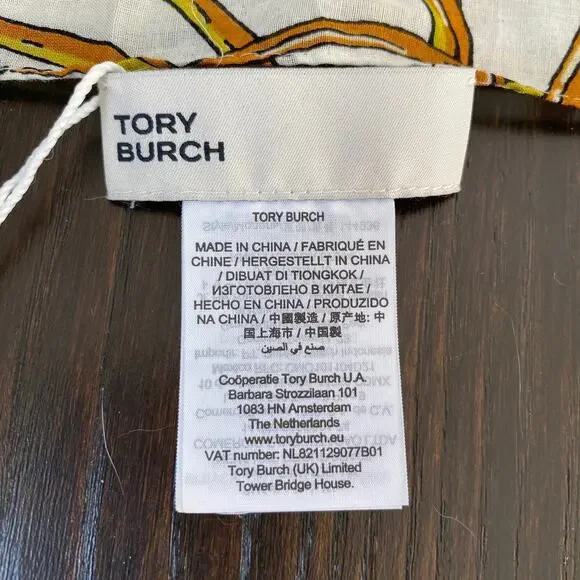 TORY
BURCH
TORY BURCH
MADE IN CHINA / FABRIQUÉ EN
CHINE / HERGESTELLT IN CHINA
/ DIBUAT DI TIONGKOK /
ИЗГОТОВЛЕНО В КИТАЕ /
HECHO EN CHINA / PRODUZIDO
NA CHINA / 中國製造 / 原产地: 中
国上海市 / 中国製
صنع في الصين
Coöperatie Tory Burch U.A.
Barbara Strozzilaan 101
1083 HN Amsterdam
The Netherlands
www.toryburch.eu
VAT number: NL821129077B01
Tory Burch (UK) Limited
Tower Bridge House.